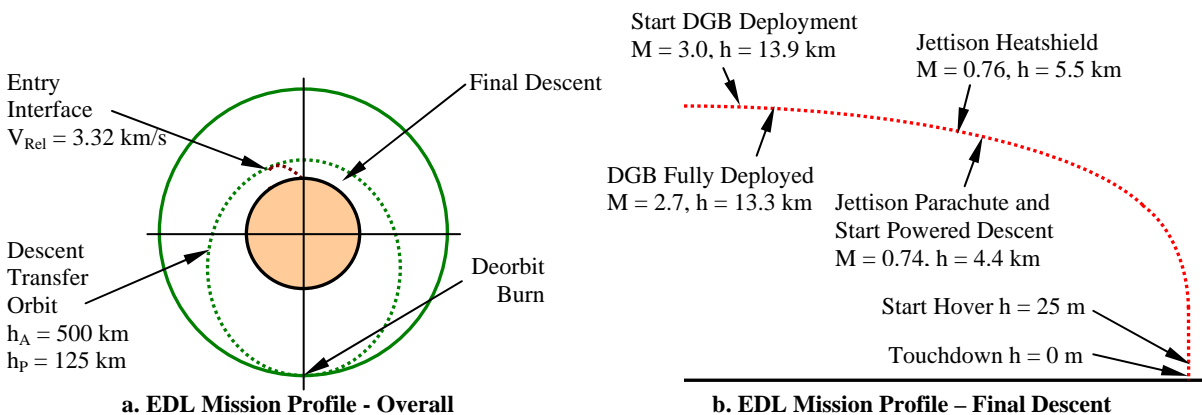 Entry
Interface
V_Rel = 3.32 km/s
Final Descent
Descent
Transfer
Orbit
h_A = 500 km
h_P = 125 km
Deorbit
Burn
a. EDL Mission Profile - Overall
Start DGB Deployment
M = 3.0, h = 13.9 km
Jettison Heatshield
M = 0.76, h = 5.5 km
DGB Fully Deployed
M = 2.7, h = 13.3 km
Jettison Parachute and
Start Powered Descent
M = 0.74, h = 4.4 km
Start Hover h = 25 m
Touchdown h = 0 m
b. EDL Mission Profile – Final Descent